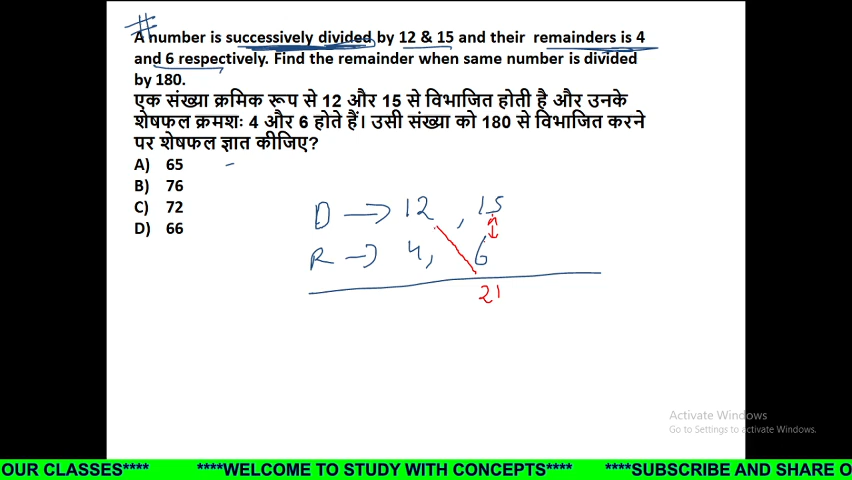 #
A number is successively divided by 12 & 15 and their remainders is 4
and 6 respectively. Find the remainder when same number is divided
by 180.
एक संख्या क्रमिक रूप से 12 और 15 से विभाजित होती है और उनके
शेषफल क्रमशः 4 और 6 होते हैं। उसी संख्या को 180 से विभाजित करने
पर शेषफल ज्ञात कीजिए?
A) 65
B) 76
C) 72
D) 66
D → 12, 15
R → 4, 6
21
Activate Windows
Go to Settings to activate Windows.
OUR CLASSES**** ****WELCOME TO STUDY WITH CONCEPTS**** ****SUBSCRIBE AND SHARE O